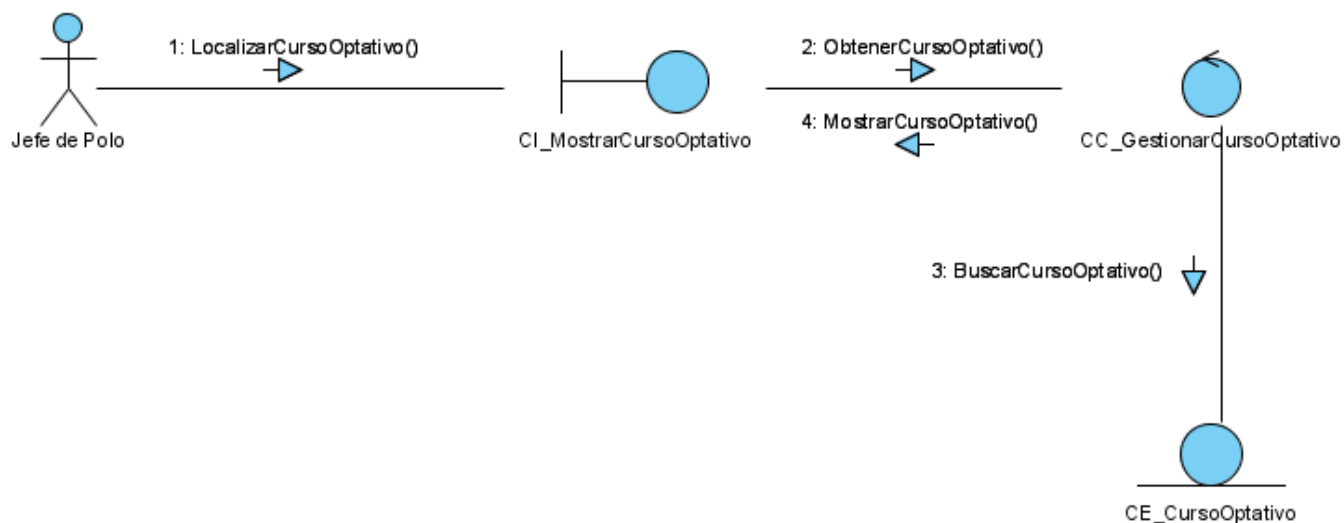 1: LocalizarCursoOptativo()
2: ObtenerCursoOptativo()
4: MostrarCursoOptativo()
Jefe de Polo
CI_MostrarCursoOptativo
CC_GestionarCursoOptativo
3: BuscarCursoOptativo()
CE_CursoOptativo